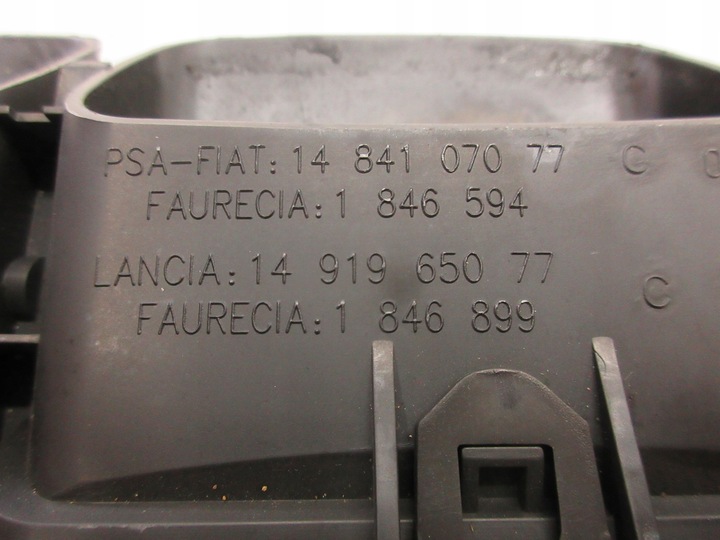 PSA-FIAT: 14 841 070 77 C
FAURECIA: 1 846 594
LANCIA: 14 919 650 77 C
FAURECIA: 1 846 899